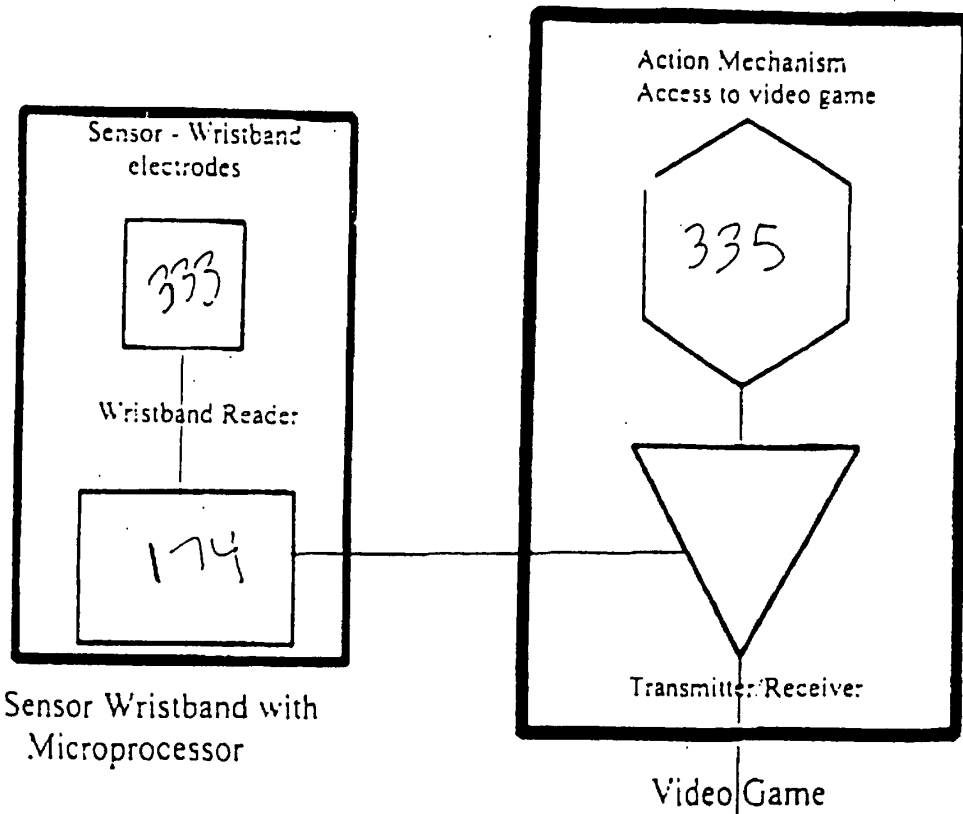 Sensor - Wristband
electrodes
333
Wristband Reader
174
Sensor Wristband with
Microprocessor
Action Mechanism
Access to video game
335
Transmitter/Receiver
Video Game